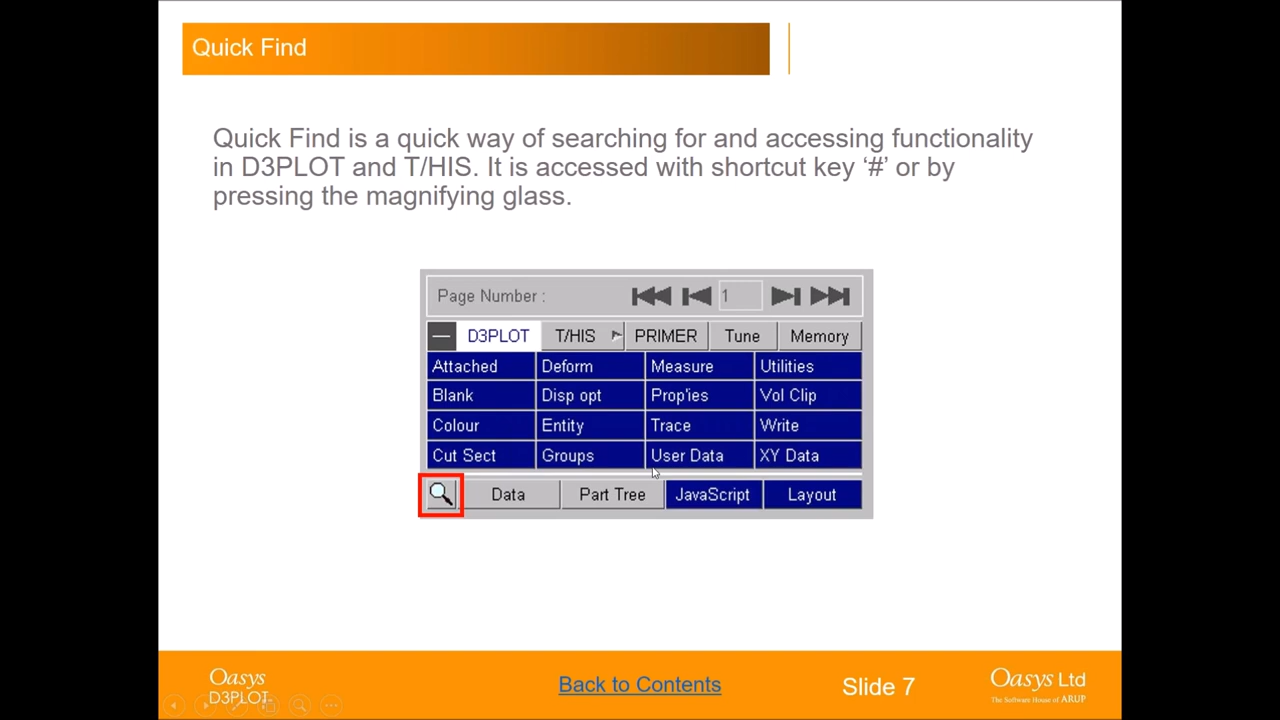 Quick Find
Quick Find is a quick way of searching for and accessing functionality
in D3PLOT and T/HIS. It is accessed with shortcut key ‘#’ or by
pressing the magnifying glass.
Page Number : 1
D3PLOT T/HIS PRIMER Tune Memory
Attached Deform Measure Utilities
Blank Disp opt Prop'ies Vol Clip
Colour Entity Trace Write
Cut Sect Groups User Data XY Data
Data Part Tree JavaScript Layout
Oasys
D3PLOT
Back to Contents
Slide 7
Oasys Ltd
The Software House of ARUP